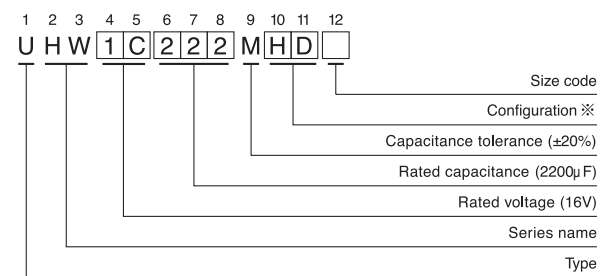 1 2 3 4 5 6 7 8 9 10 11 12
U H W 1 C 2 2 2 M H D
Size code
Configuration ※
Capacitance tolerance (±20%)
Rated capacitance (2200µF)
Rated voltage (16V)
Series name
Type